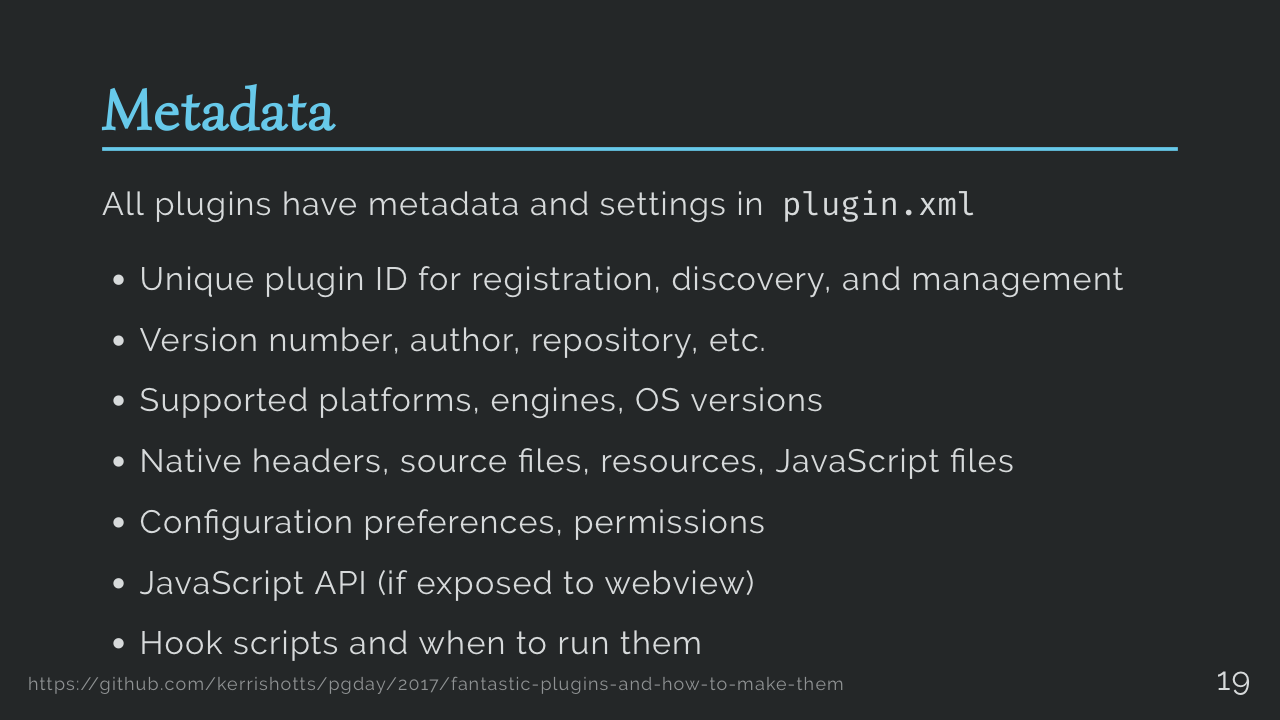 Metadata
All plugins have metadata and settings in plugin.xml
• Unique plugin ID for registration, discovery, and management
• Version number, author, repository, etc.
• Supported platforms, engines, OS versions
• Native headers, source files, resources, JavaScript files
• Configuration preferences, permissions
• JavaScript API (if exposed to webview)
• Hook scripts and when to run them
https://github.com/kerrishotts/pgday/2017/fantastic-plugins-and-how-to-make-them
19